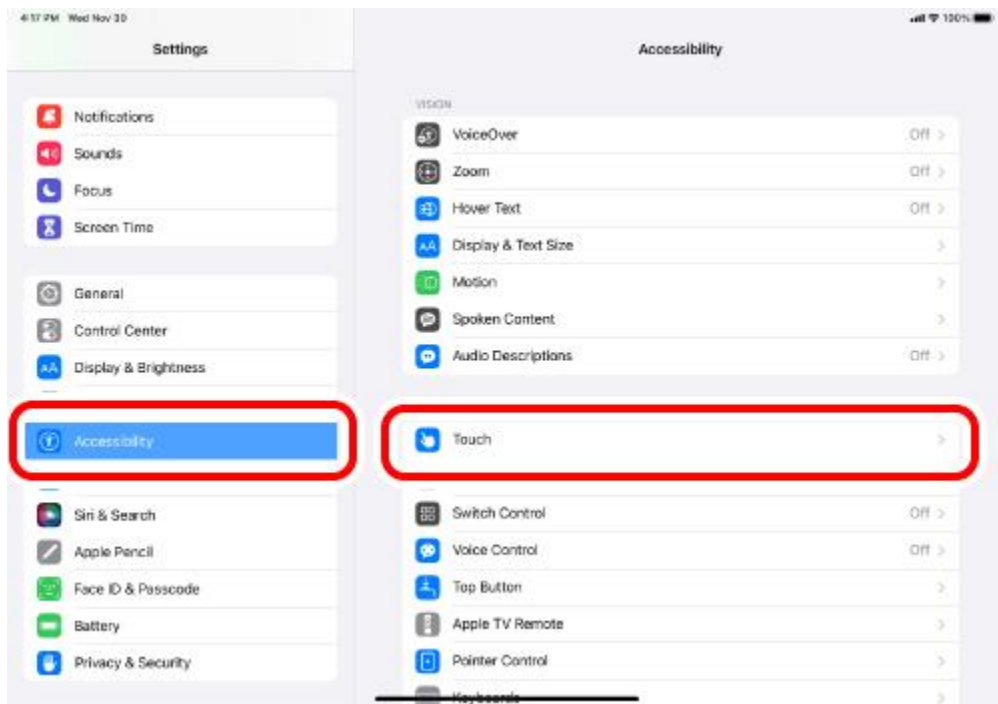 4:17 PM Wed Nov 30
100%
Settings
Accessibility
Notifications
Sounds
Focus
Screen Time
General
Control Center
AA Display & Brightness
Accessibility
Siri & Search
Apple Pencil
Face ID & Passcode
Battery
Privacy & Security
VISION
VoiceOver Off
Zoom Off
Hover Text Off
AA Display & Text Size
Motion
Spoken Content
Audio Descriptions Off
Touch
Switch Control Off
Voice Control Off
Top Button
Apple TV Remote
Pointer Control
Keyboards